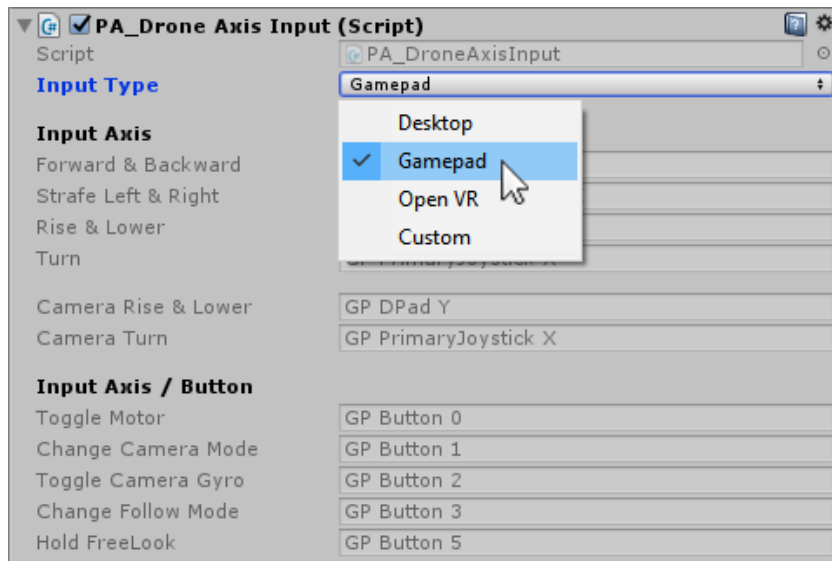 PA_Drone Axis Input (Script)
Script PA_DroneAxisInput
Input Type Gamepad
Desktop
Input Axis
Forward & Backward Gamepad
Strafe Left & Right Open VR
Rise & Lower Custom
Turn
Camera Rise & Lower GP DPad Y
Camera Turn GP PrimaryJoystick X
Input Axis / Button
Toggle Motor GP Button 0
Change Camera Mode GP Button 1
Toggle Camera Gyro GP Button 2
Change Follow Mode GP Button 3
Hold FreeLook GP Button 5